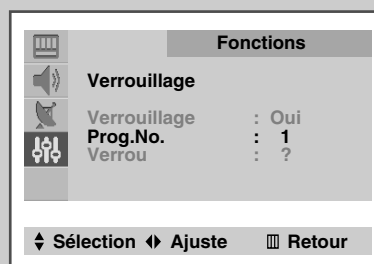 Fonctions
Verrouillage
Verrouillage : Oui
Prog.No. : 1
Verrou : ?
Sélection Ajuste Retour